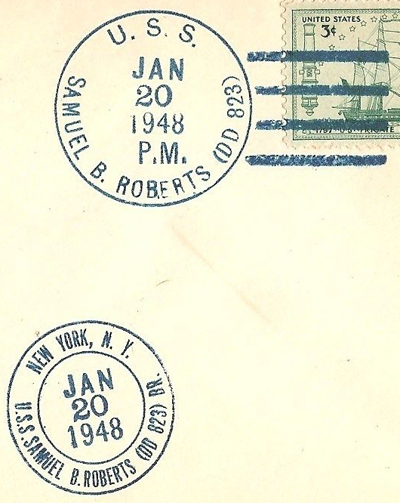 U. S. S.
JAN
20
1948
P.M.
SAMUEL B. ROBERTS (DD 823)
UNITED STATES
3¢
NEW YORK, N. Y.
JAN
20
1948
U.S.S. SAMUEL B. ROBERTS (DD 823) BR.